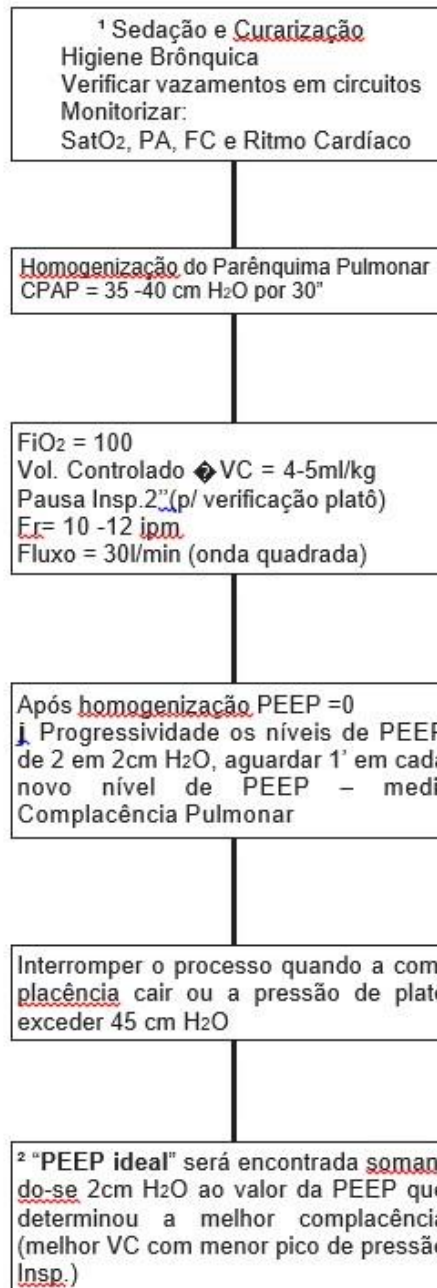 ¹ Sedação e Curarização
Higiene Brônquica
Verificar vazamentos em circuitos
Monitorizar:
SatO2, PA, FC e Ritmo Cardíaco
Homogenização do Parênquima Pulmonar
CPAP = 35 -40 cm H2O por 30”
FiO2 = 100
Vol. Controlado � VC = 4-5ml/kg
Pausa Insp.2”(p/ verificação platô)
Fr= 10 -12 ipm
Fluxo = 30l/min (onda quadrada)
Após homogenização PEEP =0
Progressividade os níveis de PEEP
de 2 em 2cm H2O, aguardar 1’ em cada
novo nível de PEEP – medi
Complacência Pulmonar
Interromper o processo quando a com
placência cair ou a pressão de plat
exceder 45 cm H2O
² “PEEP ideal” será encontrada soman
do-se 2cm H2O ao valor da PEEP que
determinou a melhor complacência
(melhor VC com menor pico de pressão
Insp.)